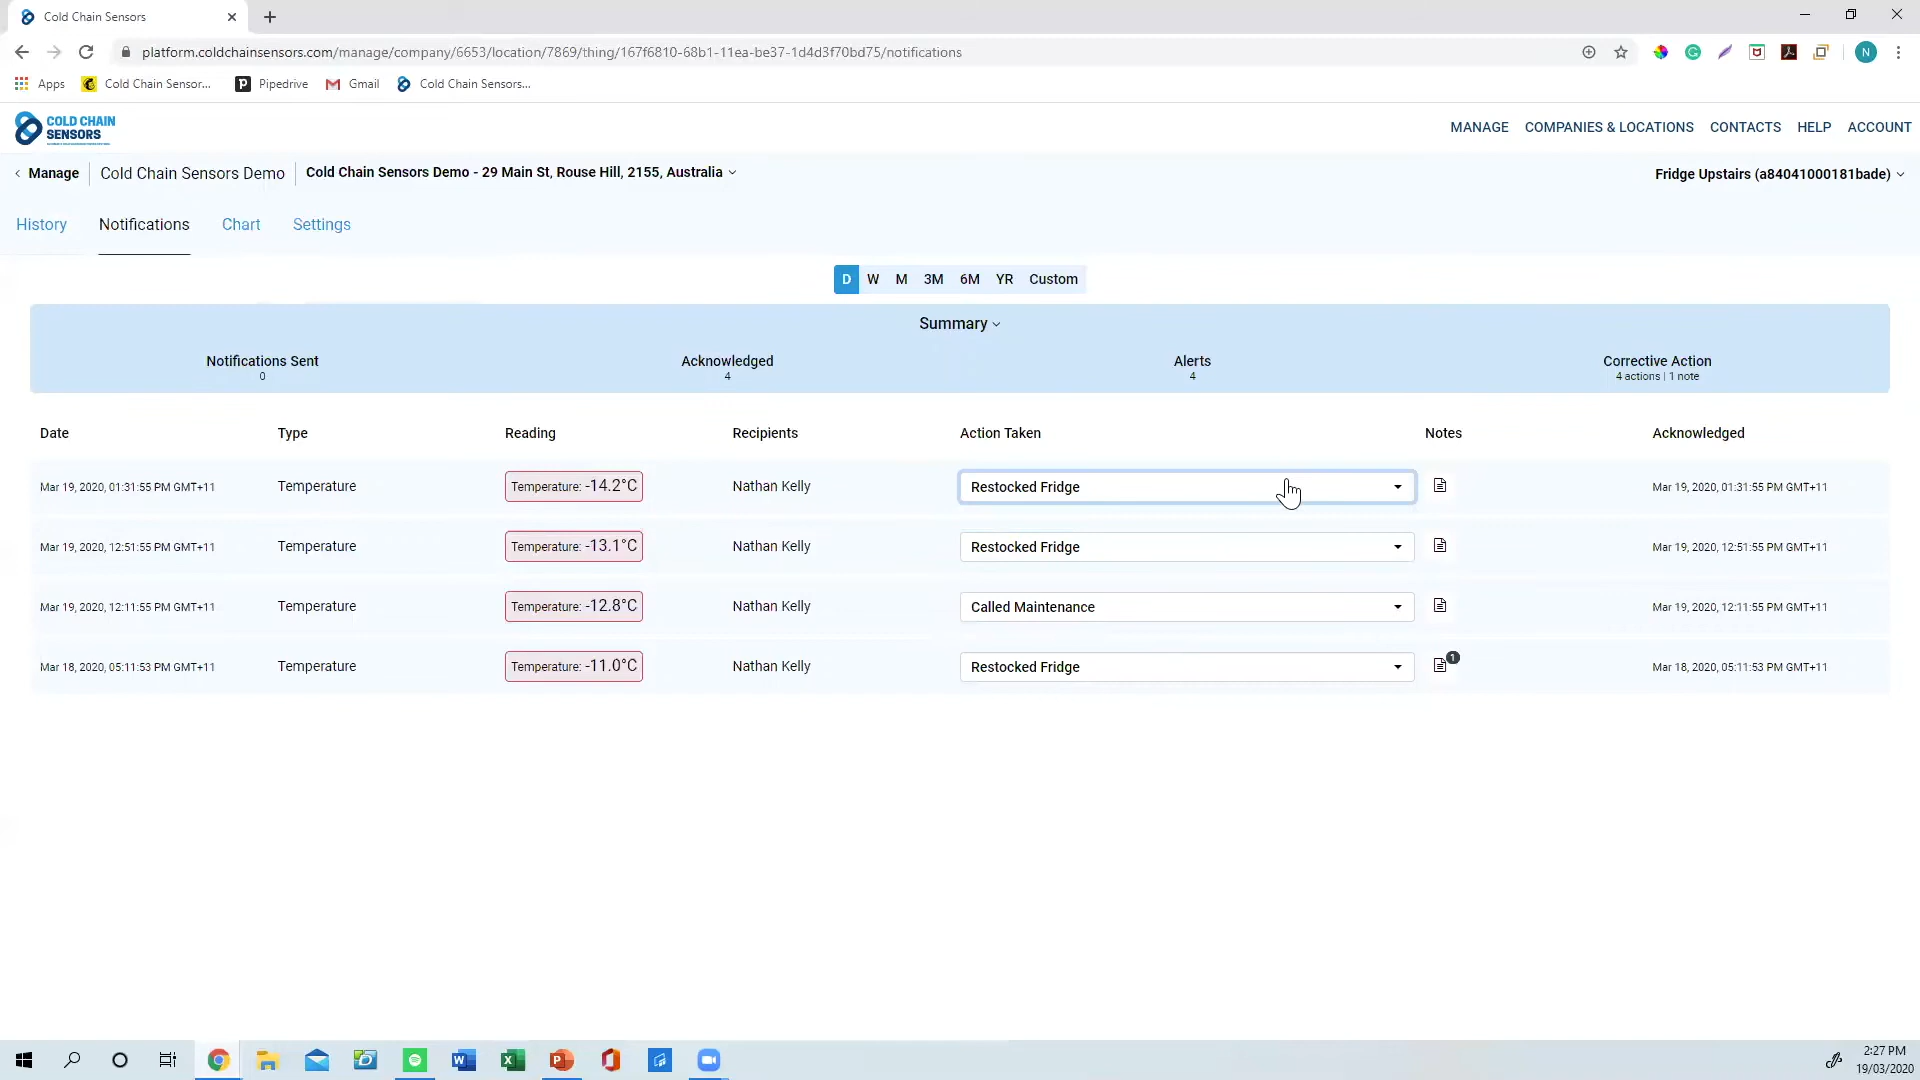 Cold Chain Sensors
platform.coldchainsensors.com/manage/company/6653/location/7869/thing/167f6810-68b1-11ea-be37-1d4d3f70bd75/notifications
N
Apps Cold Chain Sensor... Pipedrive Gmail Cold Chain Sensors...
COLD CHAIN
SENSORS
MANAGE COMPANIES & LOCATIONS CONTACTS HELP ACCOUNT
Manage Cold Chain Sensors Demo Cold Chain Sensors Demo - 29 Main St, Rouse Hill, 2155, Australia
Fridge Upstairs (a84041000181bade)
History Notifications Chart Settings
D W M 3M 6M YR Custom
Summary
Notifications Sent Acknowledged Alerts Corrective Action
0 4 4 4 actions | 1 note
Date Type Reading Recipients Action Taken Notes Acknowledged
Mar 19, 2020, 01:31:55 PM GMT+11 Temperature Temperature: -14.2°C Nathan Kelly Restocked Fridge Mar 19, 2020, 01:31:55 PM GMT+11
Mar 19, 2020, 12:51:55 PM GMT+11 Temperature Temperature: -13.1°C Nathan Kelly Restocked Fridge Mar 19, 2020, 12:51:55 PM GMT+11
Mar 19, 2020, 12:11:55 PM GMT+11 Temperature Temperature: -12.8°C Nathan Kelly Called Maintenance Mar 19, 2020, 12:11:55 PM GMT+11
Mar 18, 2020, 05:11:53 PM GMT+11 Temperature Temperature: -11.0°C Nathan Kelly Restocked Fridge 1 Mar 18, 2020, 05:11:53 PM GMT+11
2:27 PM
19/03/2020